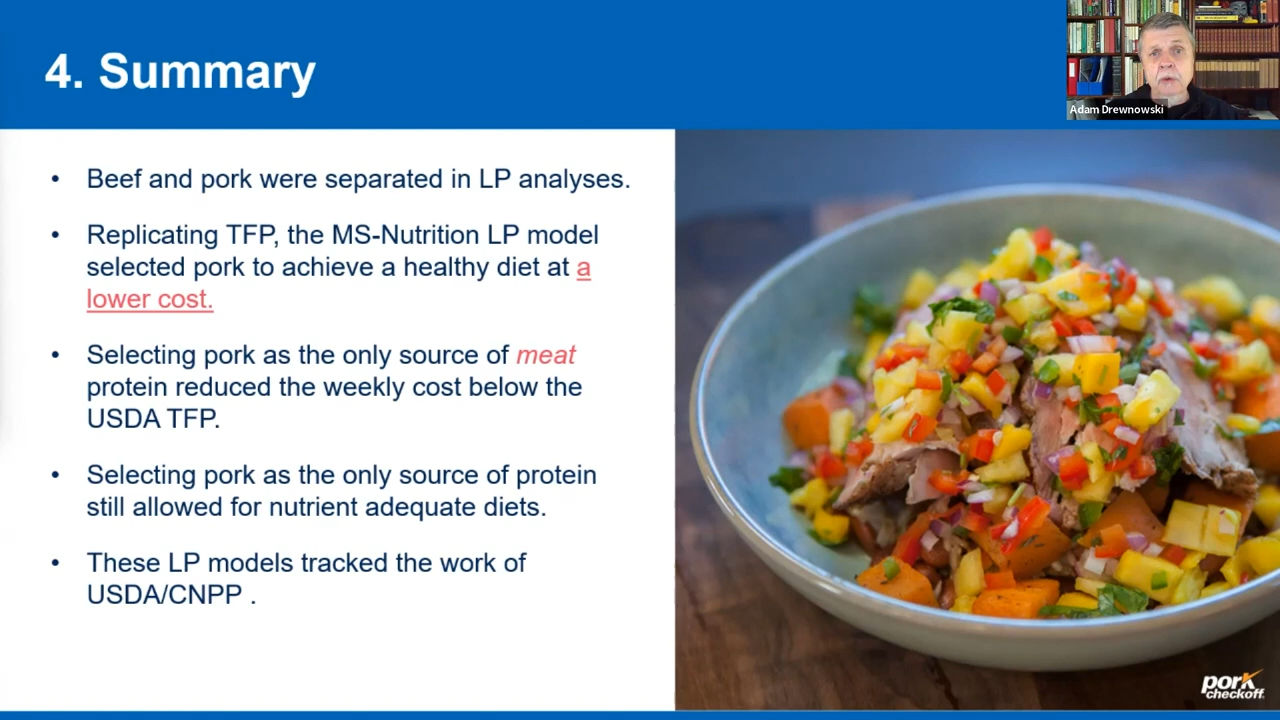 4. Summary
Adam Drewnowski
• Beef and pork were separated in LP analyses.
• Replicating TFP, the MS-Nutrition LP model
selected pork to achieve a healthy diet at a
lower cost.
• Selecting pork as the only source of meat
protein reduced the weekly cost below the
USDA TFP.
• Selecting pork as the only source of protein
still allowed for nutrient adequate diets.
• These LP models tracked the work of
USDA/CNPP .
pork
checkoff